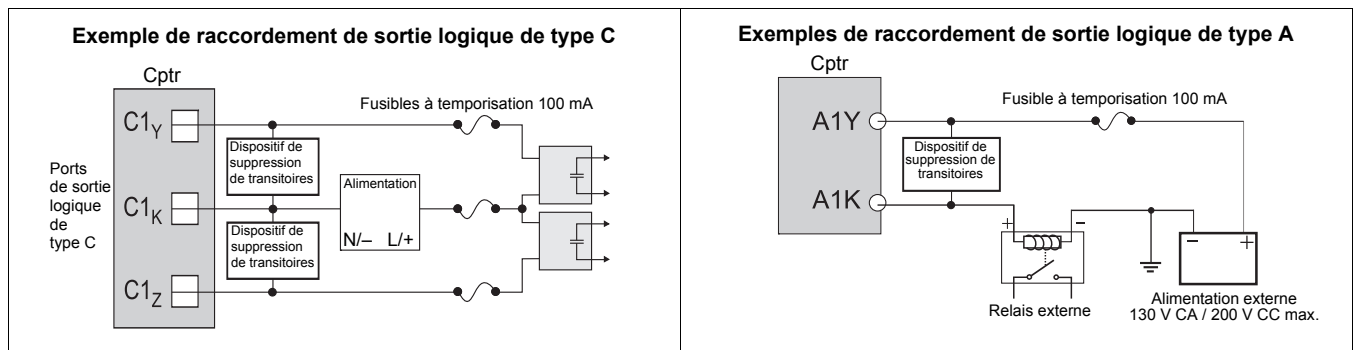 Exemple de raccordement de sortie logique de type C
Cptr
Fusibles à temporisation 100 mA
C1Y
Dispositif de
suppression
de transitoires
Ports
de sortie
logique
de
type C
Alimentation
C1K
N/– L/+
Dispositif de
suppression
de transitoires
C1Z
Exemples de raccordement de sortie logique de type A
Cptr
Fusible à temporisation 100 mA
A1Y
Dispositif de
suppression de
transitoires
A1K
+
–
–
+
Relais externe
Alimentation externe
130 V CA / 200 V CC max.